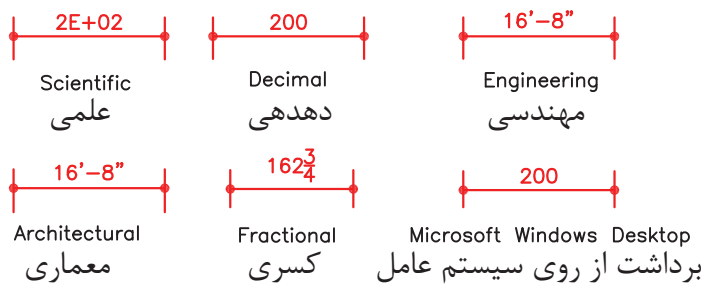 2E+02
200
16'-8"
Scientific
Decimal
Engineering
علمی
دهدهی
مهندسی
16'-8"
162 3/4
200
Architectural
Fractional
Microsoft Windows Desktop
معماری
کسری
برداشت از روی سیستم عامل